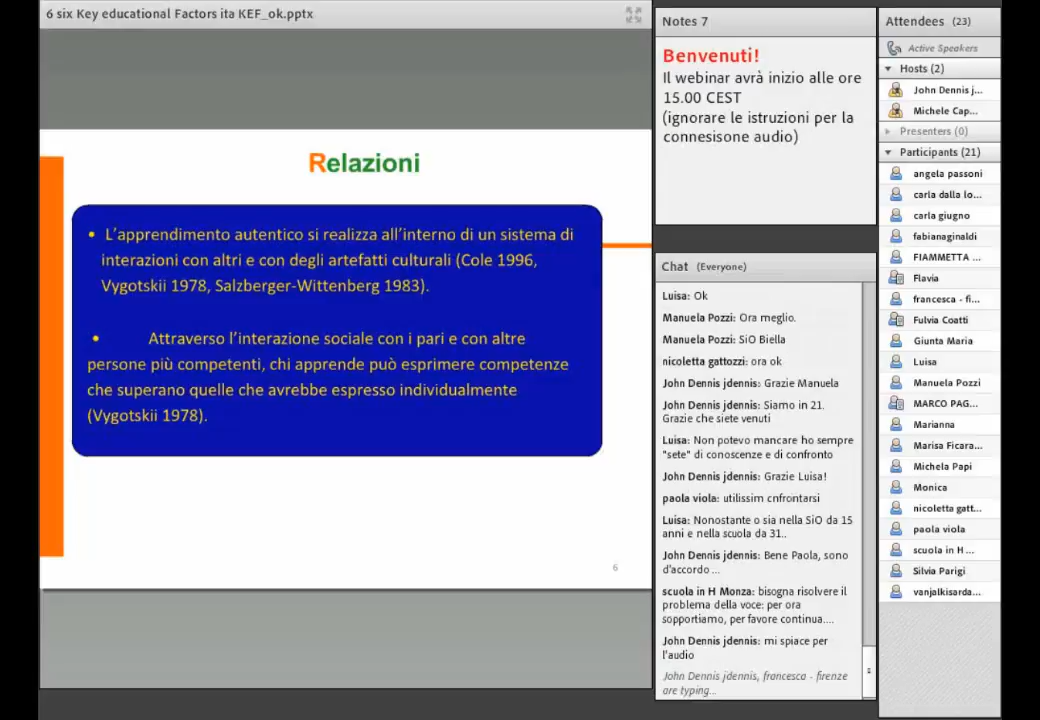 6 six Key educational Factors ita KEF_ok.pptx
Relazioni
• L’apprendimento autentico si realizza all’interno di un sistema di
interazioni con altri e con degli artefatti culturali (Cole 1996,
Vygotskii 1978, Salzberger-Wittenberg 1983).
• Attraverso l’interazione sociale con i pari e con altre
persone più competenti, chi apprende può esprimere competenze
che superano quelle che avrebbe espresso individualmente
(Vygotskii 1978).
6
Notes 7
Benvenuti!
Il webinar avrà inizio alle ore
15.00 CEST
(ignorare le istruzioni per la
connesisone audio)
Chat (Everyone)
Luisa: Ok
Manuela Pozzi: Ora meglio.
Manuela Pozzi: SiO Biella
nicoletta gattozzi: ora ok
John Dennis jdennis: Grazie Manuela
John Dennis jdennis: Siamo in 21.
Grazie che siete venuti
Luisa: Non potevo mancare ho sempre
"sete" di conoscenze e di confronto
John Dennis jdennis: Grazie Luisa!
paola viola: utilissim cnfrontarsi
Luisa: Nonostante o sia nella SiO da 15
anni e nella scuola da 31..
John Dennis jdennis: Bene Paola, sono
d'accordo ...
scuola in H Monza: bisogna risolvere il
problema della voce: per ora
sopportiamo, per favore continua....
John Dennis jdennis: mi spiace per
l'audio
John Dennis jdennis, francesca - firenze
are typing...
Attendees (23)
Active Speakers
Hosts (2)
John Dennis j...
Michele Cap...
Presenters (0)
Participants (21)
angela passoni
carla dalla lo...
carla giugno
fabianaginaldi
FIAMMETTA ...
Flavia
francesca - fi...
Fulvia Coatti
Giunta Maria
Luisa
Manuela Pozzi
MARCO PAG...
Marianna
Marisa Ficara...
Michela Papi
Monica
nicoletta gatt...
paola viola
scuola in H ...
Silvia Parigi
vanjalkisarda...